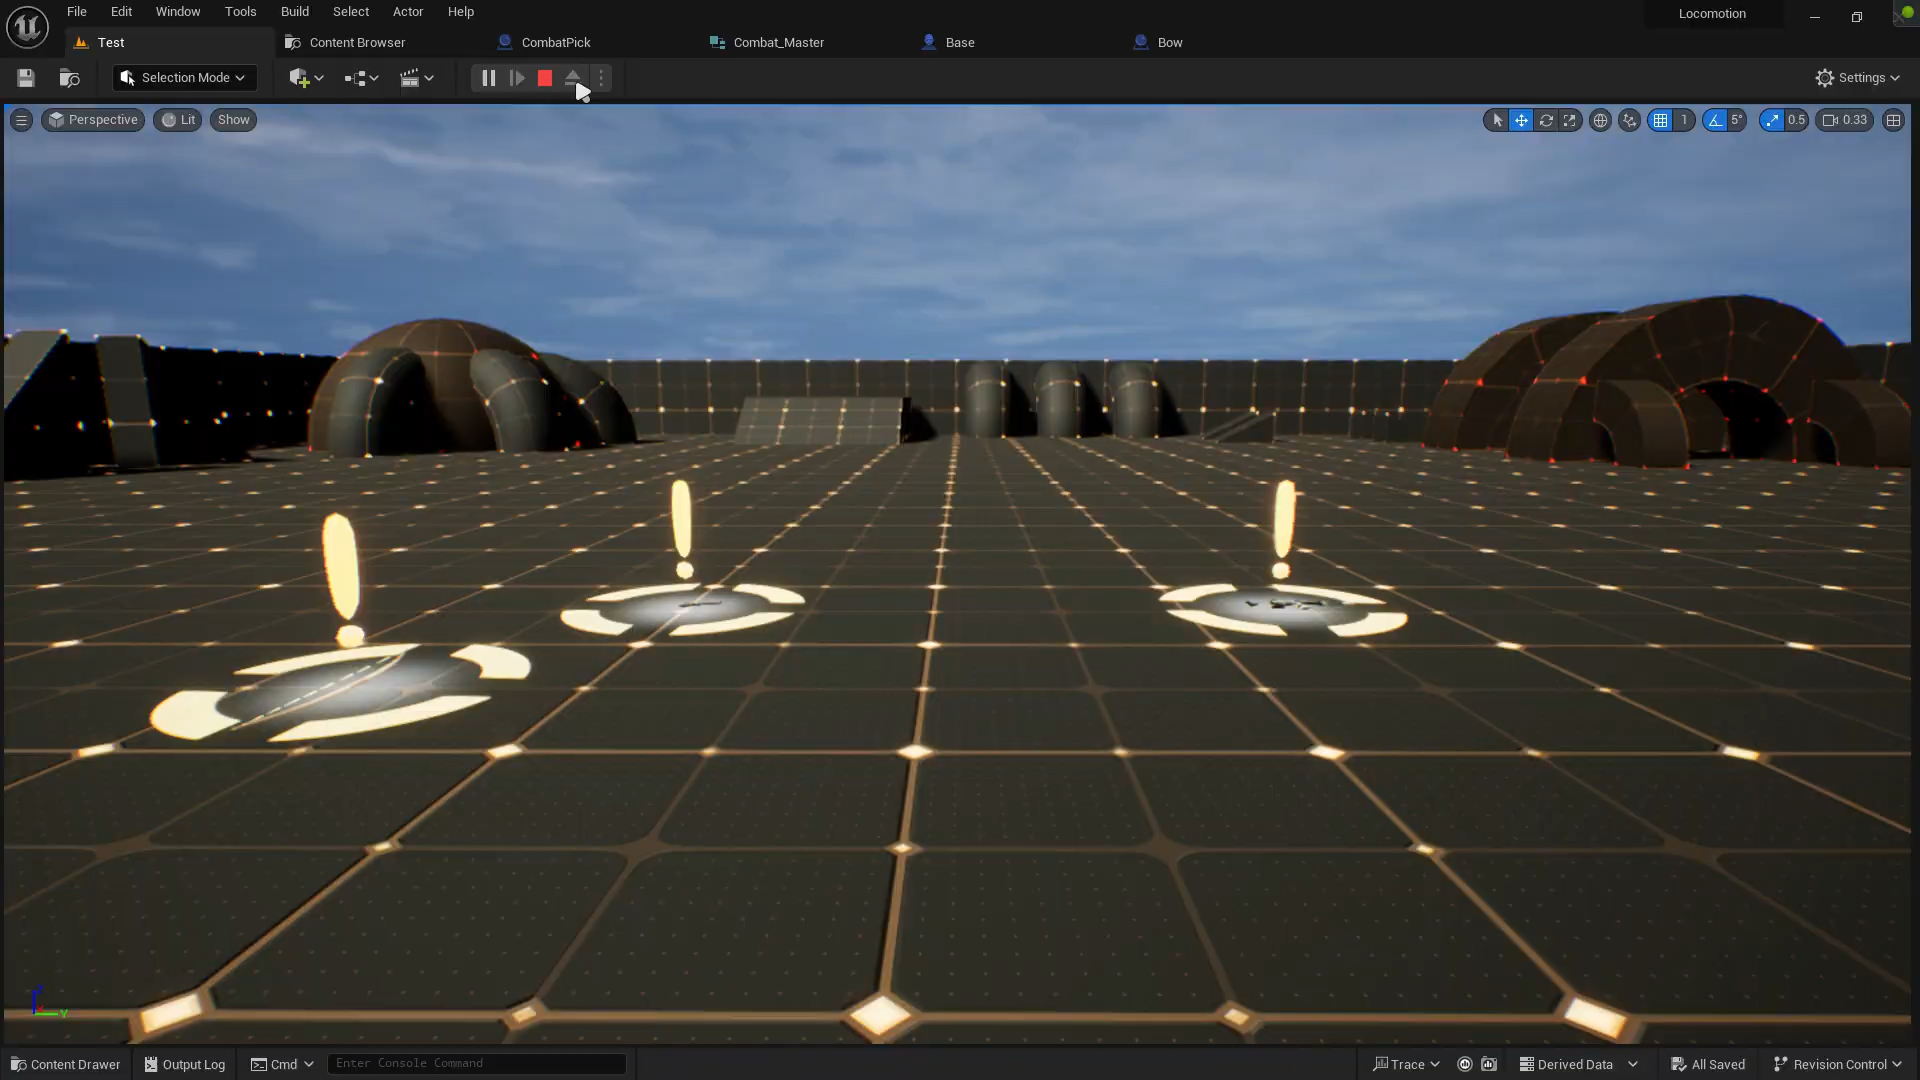 File Edit Window Tools Build Select Actor Help
Locomotion
Test Content Browser CombatPick Combat_Master Base Bow
Selection Mode
Settings
Perspective Lit Show
1 5° 0.5 0.33
Y
Content Drawer Output Log Cmd Enter Console Command
Trace Derived Data All Saved Revision Control